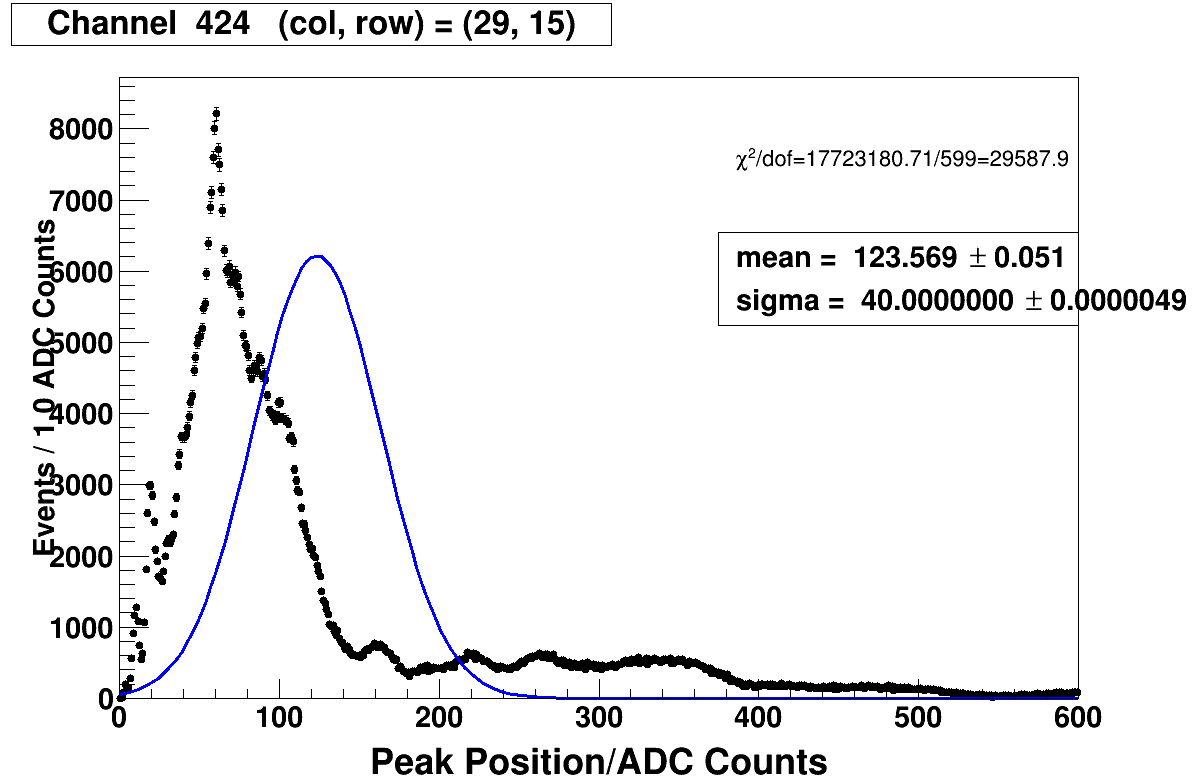 Channel 424 (col, row) = (29, 15)
χ²/dof=17723180.71/599=29587.9
mean = 123.569 ± 0.051
sigma = 40.0000000 ± 0.0000049
Events / 1.0 ADC Counts
8000
7000
6000
5000
4000
3000
2000
1000
0
0 100 200 300 400 500 600
Peak Position/ADC Counts